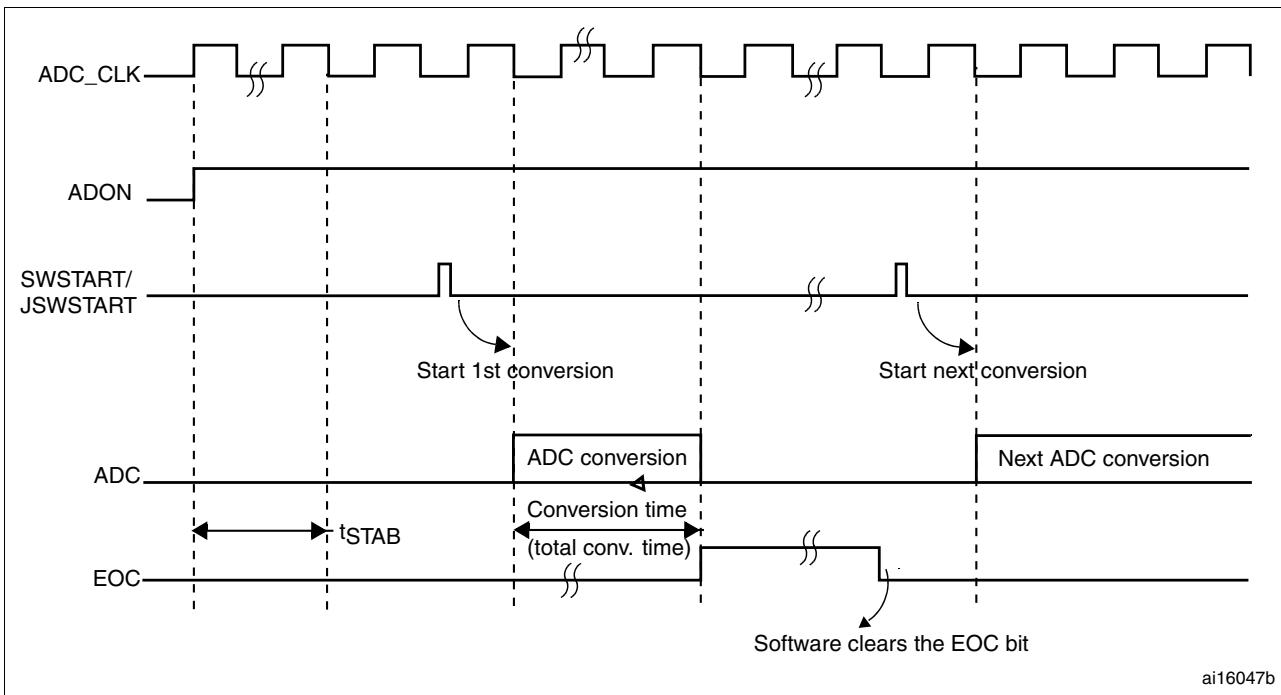 ADC_CLK
ADON
SWSTART/
JSWSTART
Start 1st conversion
Start next conversion
ADC
ADC conversion
Next ADC conversion
Conversion time
(total conv. time)
tSTAB
EOC
Software clears the EOC bit
ai16047b